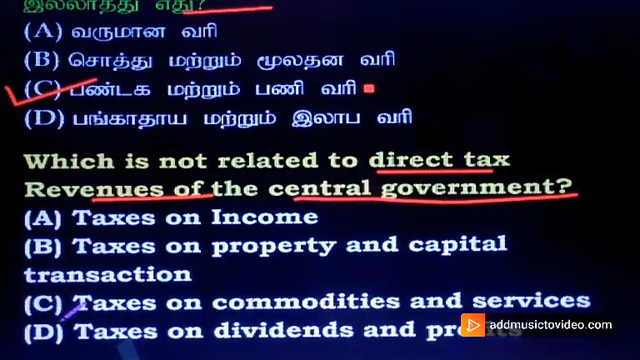 இல்லாதது எது?
(A) வருமான வரி
(B) சொத்து மற்றும் மூலதன வரி
(C) பண்டக மற்றும் பணி வரி
(D) பங்காதாய மற்றும் இலாப வரி
Which is not related to direct tax
Revenues of the central government?
(A) Taxes on Income
(B) Taxes on property and capital
transaction
(C) Taxes on commodities and services
(D) Taxes on dividends and
addmusictovideo.com